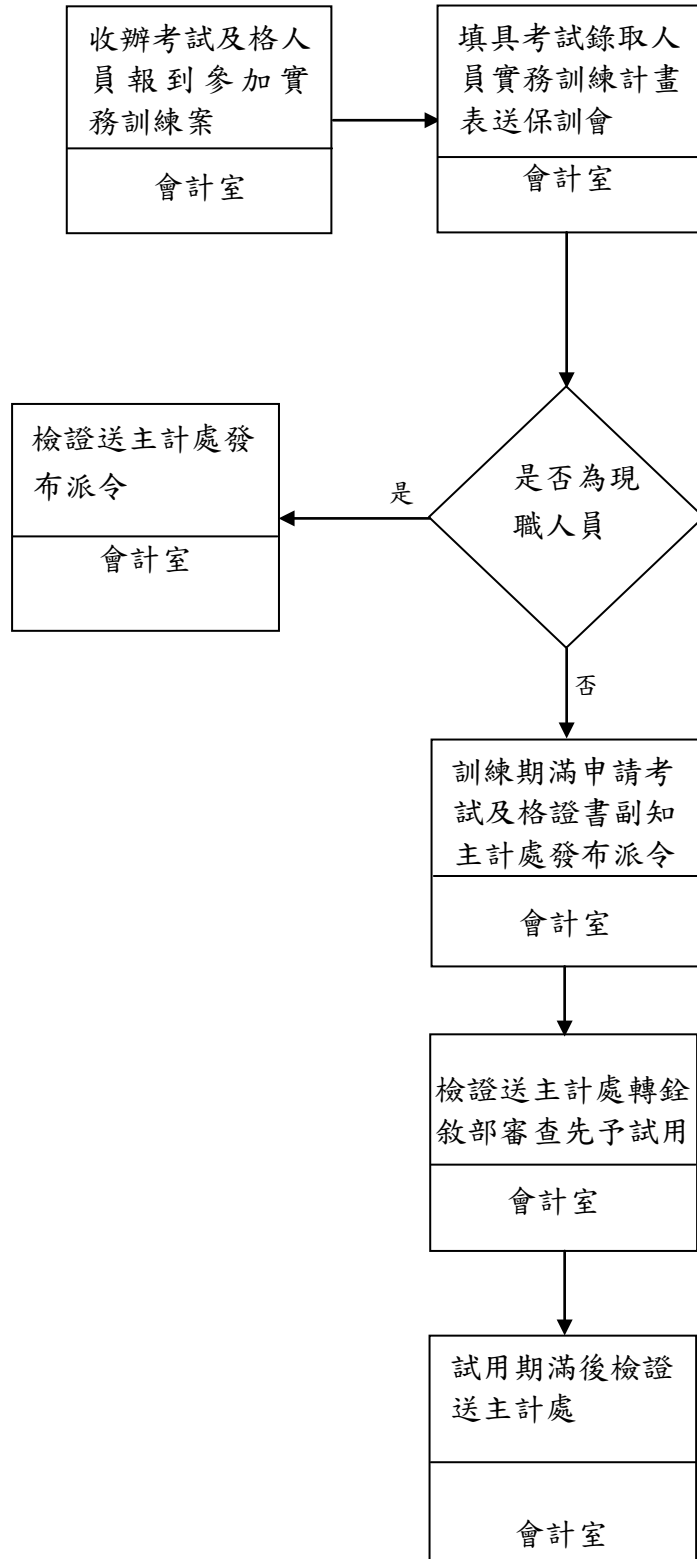 收辦考試及格人
員報到參加實
務訓練案
會計室
填具考試錄取人
員實務訓練計畫
表送保訓會
會計室
是否為現
職人員
是
檢證送主計處發
布派令
會計室
否
訓練期滿申請考
試及格證書副知
主計處發布派令
會計室
檢證送主計處轉銓
敘部審查先予試用
會計室
試用期滿後檢證
送主計處
會計室